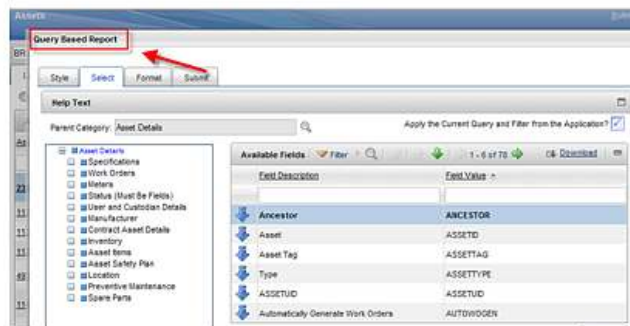 Assets
Query Based Report
BR
Style Select Format Submit
Help Text
Parent Category: Asset Details
Apply the Current Query and Filter from the Application?
Asset Details
Specifications
Work Orders
Meters
Status (Must Be Fields)
User and Custodian Details
Manufacturer
Contract Asset Details
Inventory
Asset Items
Asset Safety Plan
Location
Preventive Maintenance
Spare Parts
Available Fields Filter 1 - 6 of 78 Download
Field Description Field Value
Ancestor ANCESTOR
Asset ASSETID
Asset Tag ASSETTAG
Type ASSETTYPE
ASSETUID ASSETUID
Automatically Generate Work Orders AUTOWOGEN